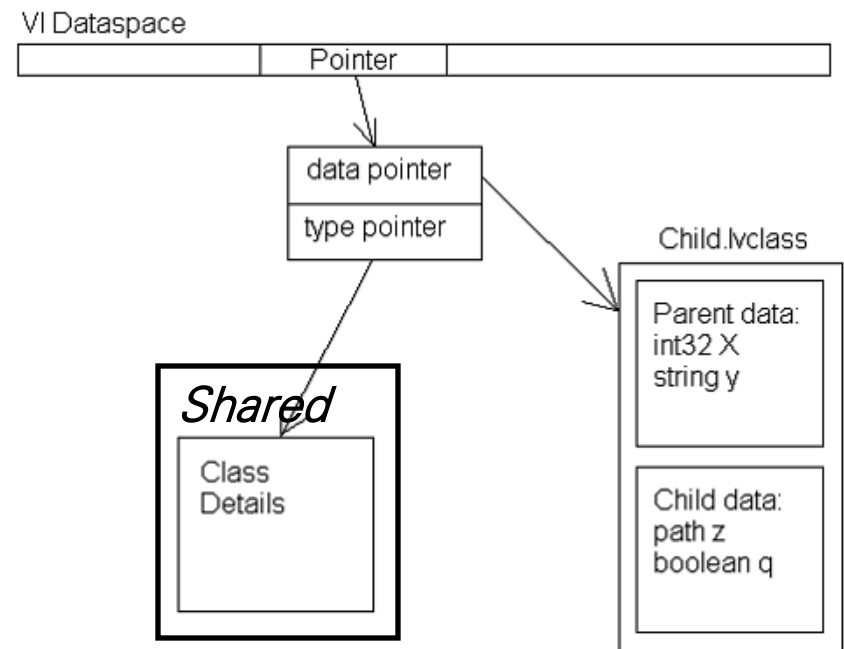 VI Dataspace
Pointer
data pointer
type pointer
Child.lvclass
Parent data:
int32 X
string y
Shared
Class
Details
Child data:
path z
boolean q